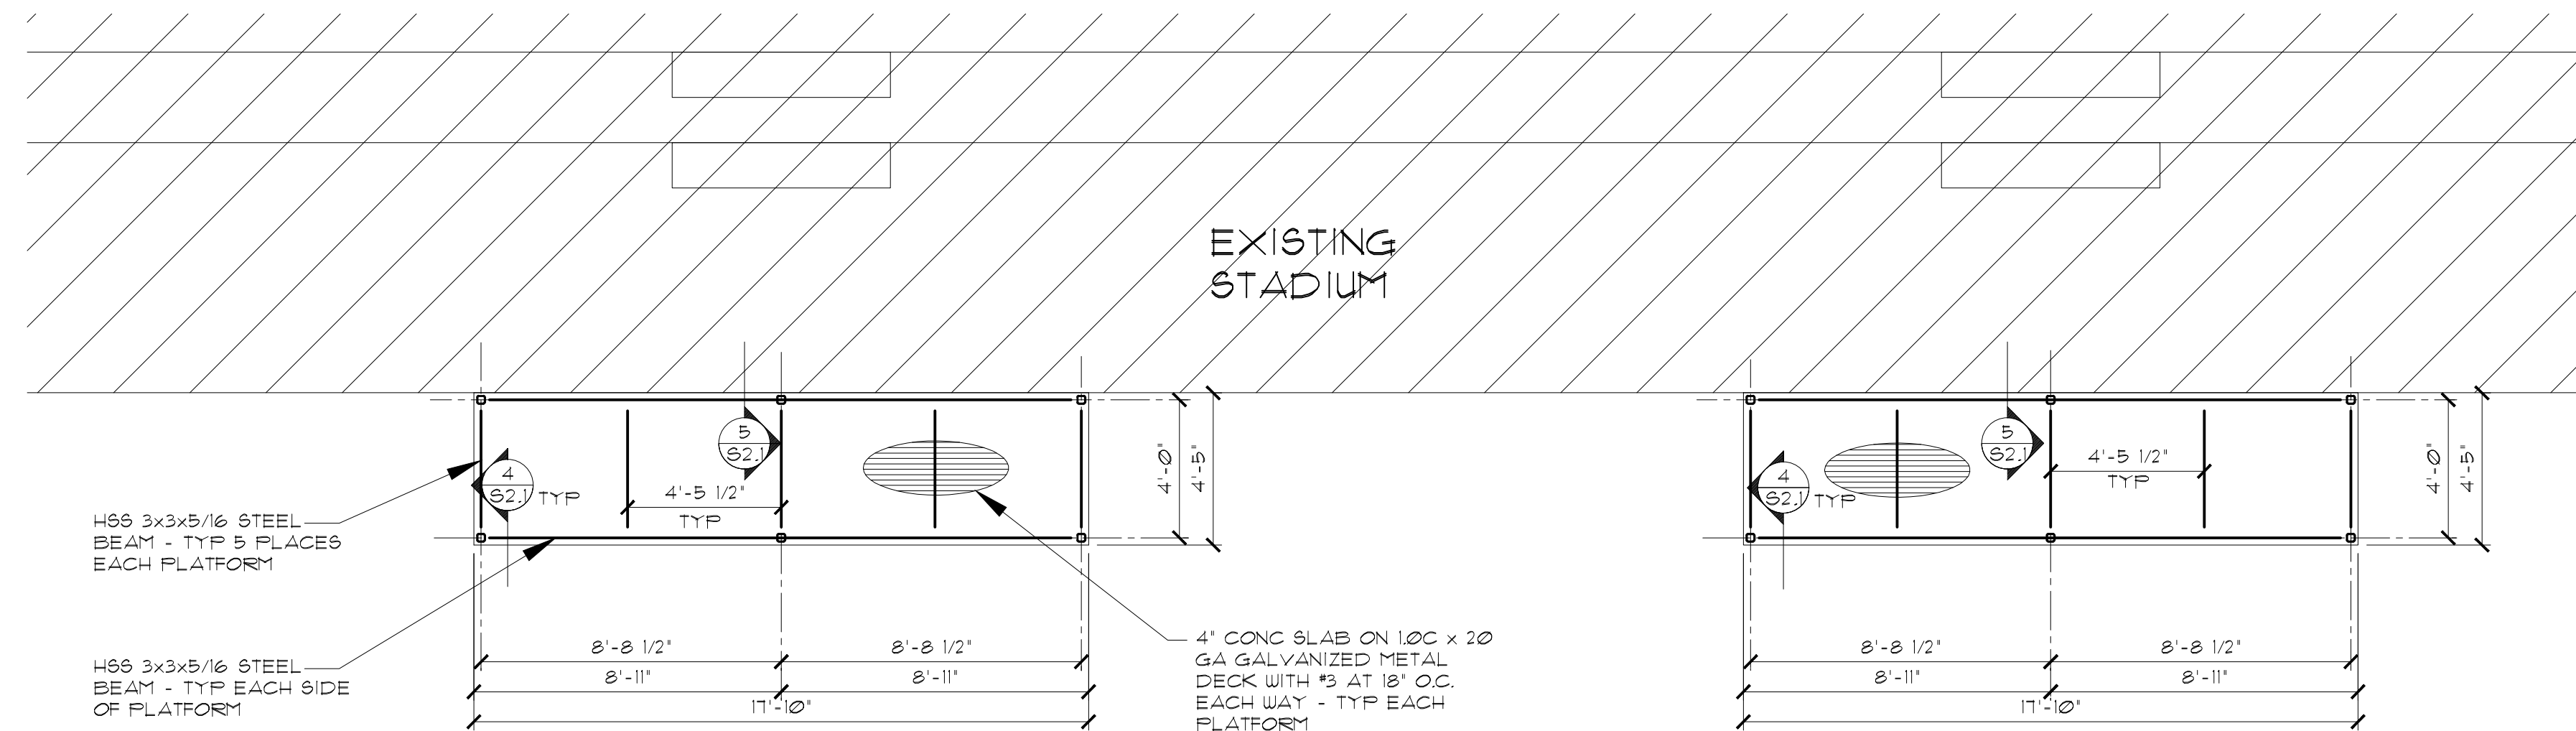 EXISTING
STADIUM
5
S2.1
4
S2.1 TYP
4'-5 1/2"
TYP
4'-0"
4'-5"
HSS 3x3x5/16 STEEL
BEAM - TYP 5 PLACES
EACH PLATFORM
HSS 3x3x5/16 STEEL
BEAM - TYP EACH SIDE
OF PLATFORM
8'-8 1/2"
8'-8 1/2"
8'-11"
8'-11"
17'-10"
4" CONC SLAB ON 1.0C x 20
GA GALVANIZED METAL
DECK WITH #3 AT 18" O.C.
EACH WAY - TYP EACH
PLATFORM
5
S2.1
4
S2.1 TYP
4'-5 1/2"
TYP
4'-0"
4'-5"
8'-8 1/2"
8'-8 1/2"
8'-11"
8'-11"
17'-10"